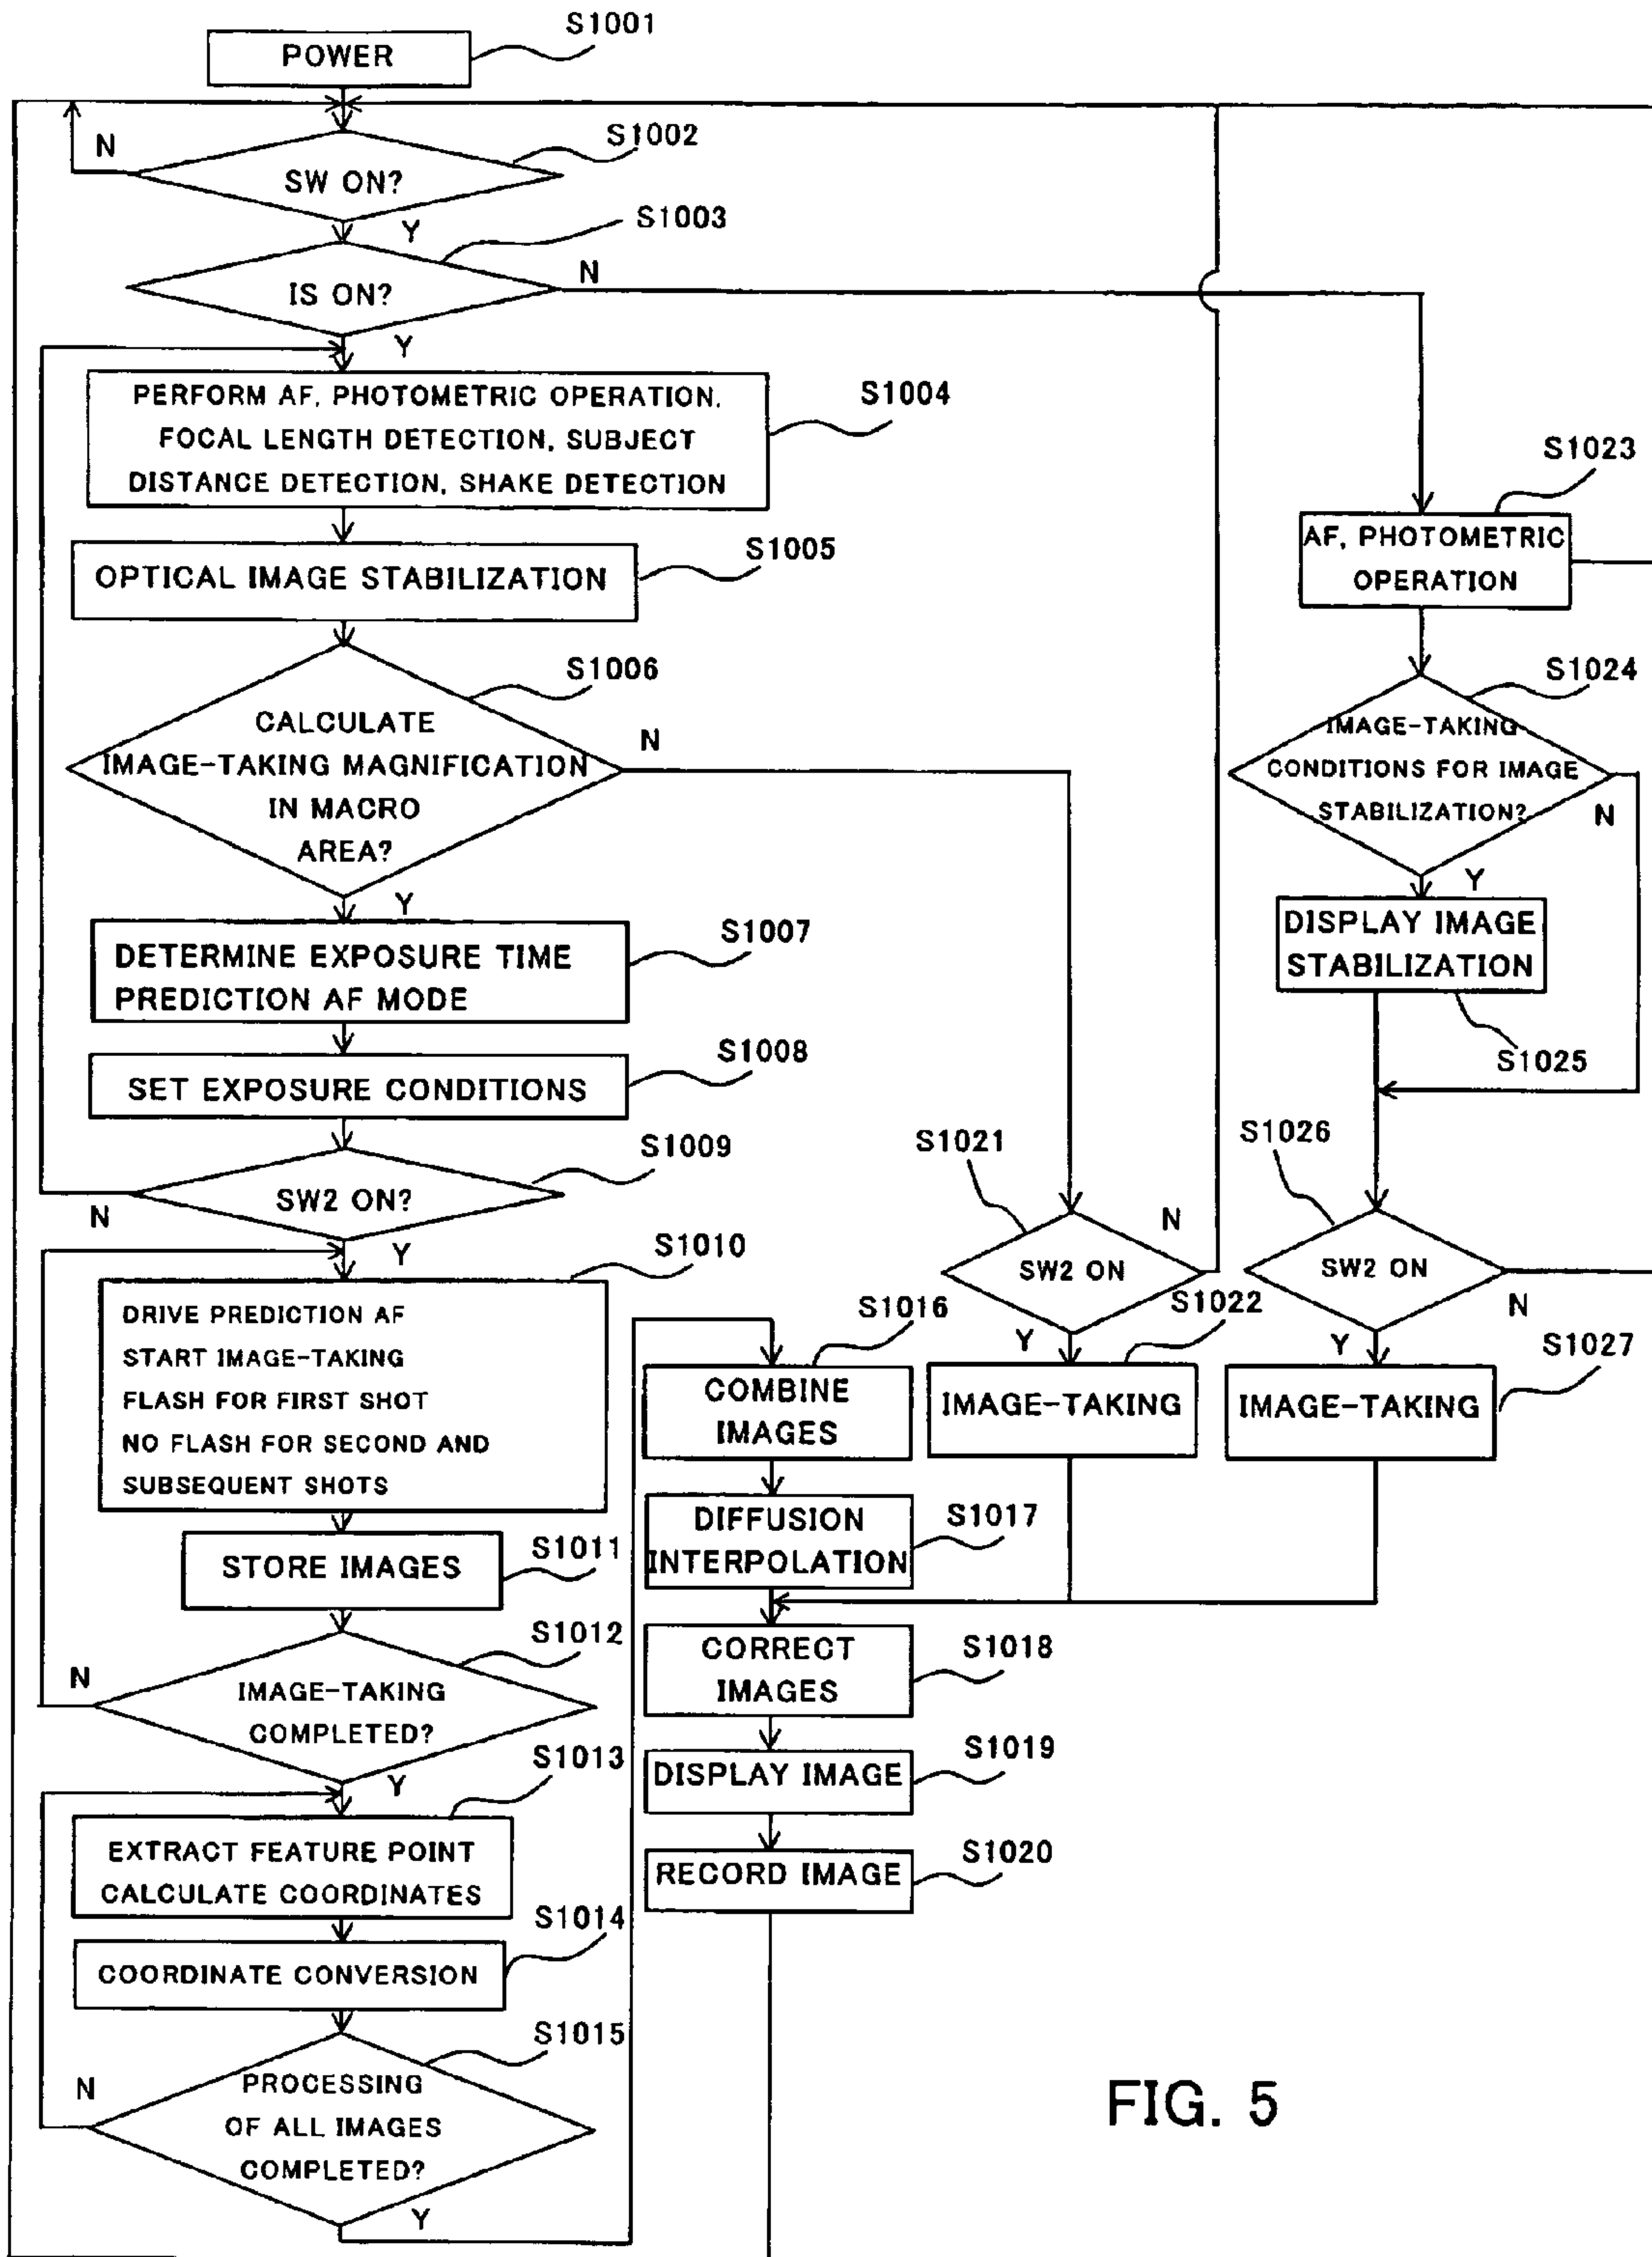 S1001
POWER
S1002
N
SW ON?
Y
S1003
IS ON?
N
Y
S1004
PERFORM AF, PHOTOMETRIC OPERATION,
FOCAL LENGTH DETECTION, SUBJECT
DISTANCE DETECTION, SHAKE DETECTION
S1005
OPTICAL IMAGE STABILIZATION
S1006
CALCULATE
IMAGE-TAKING MAGNIFICATION
IN MACRO
AREA?
N
Y
S1007
DETERMINE EXPOSURE TIME
PREDICTION AF MODE
S1008
SET EXPOSURE CONDITIONS
S1009
SW2 ON?
N
Y
S1010
DRIVE PREDICTION AF
START IMAGE-TAKING
FLASH FOR FIRST SHOT
NO FLASH FOR SECOND AND
SUBSEQUENT SHOTS
S1011
STORE IMAGES
S1012
N
IMAGE-TAKING
COMPLETED?
Y
S1013
EXTRACT FEATURE POINT
CALCULATE COORDINATES
S1014
COORDINATE CONVERSION
S1015
N
PROCESSING
OF ALL IMAGES
COMPLETED?
Y
S1016
COMBINE
IMAGES
S1017
DIFFUSION
INTERPOLATION
S1018
CORRECT
IMAGES
S1019
DISPLAY IMAGE
S1020
RECORD IMAGE
S1021
N
SW2 ON
Y
S1022
IMAGE-TAKING
S1023
AF, PHOTOMETRIC
OPERATION
S1024
IMAGE-TAKING
CONDITIONS FOR IMAGE
STABILIZATION?
N
Y
DISPLAY IMAGE
STABILIZATION
S1025
S1026
SW2 ON
N
Y
S1027
IMAGE-TAKING
FIG. 5